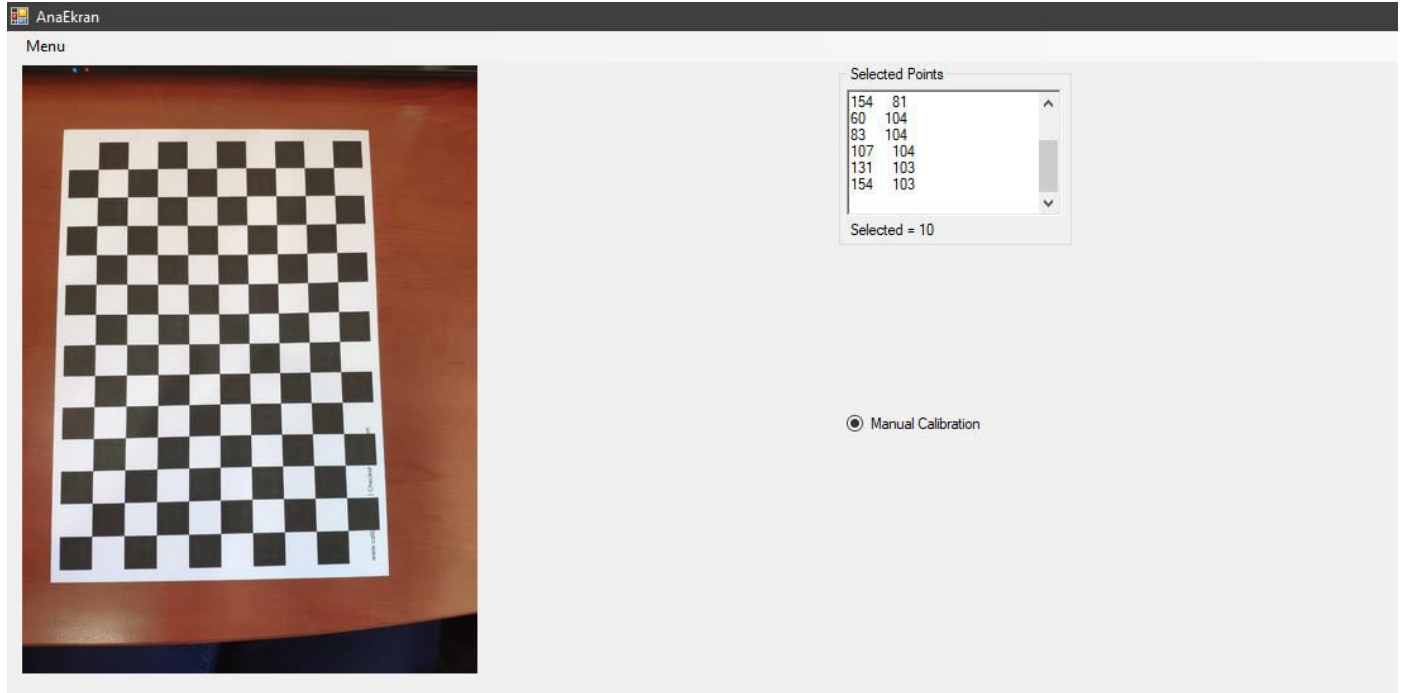 AnaEkran
Menu
Selected Points
154 81
60 104
83 104
107 104
131 103
154 103
Selected = 10
Manual Calibration